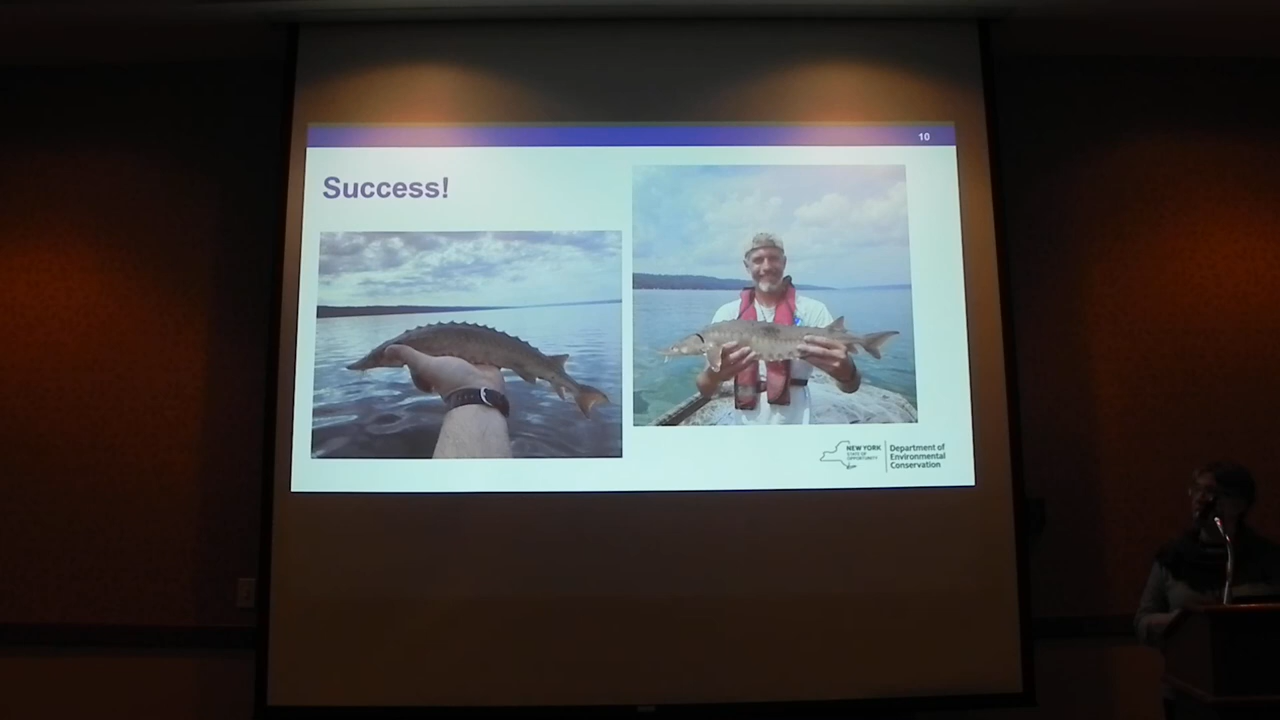 10
Success!
NEW YORK
STATE OF
OPPORTUNITY
Department of
Environmental
Conservation